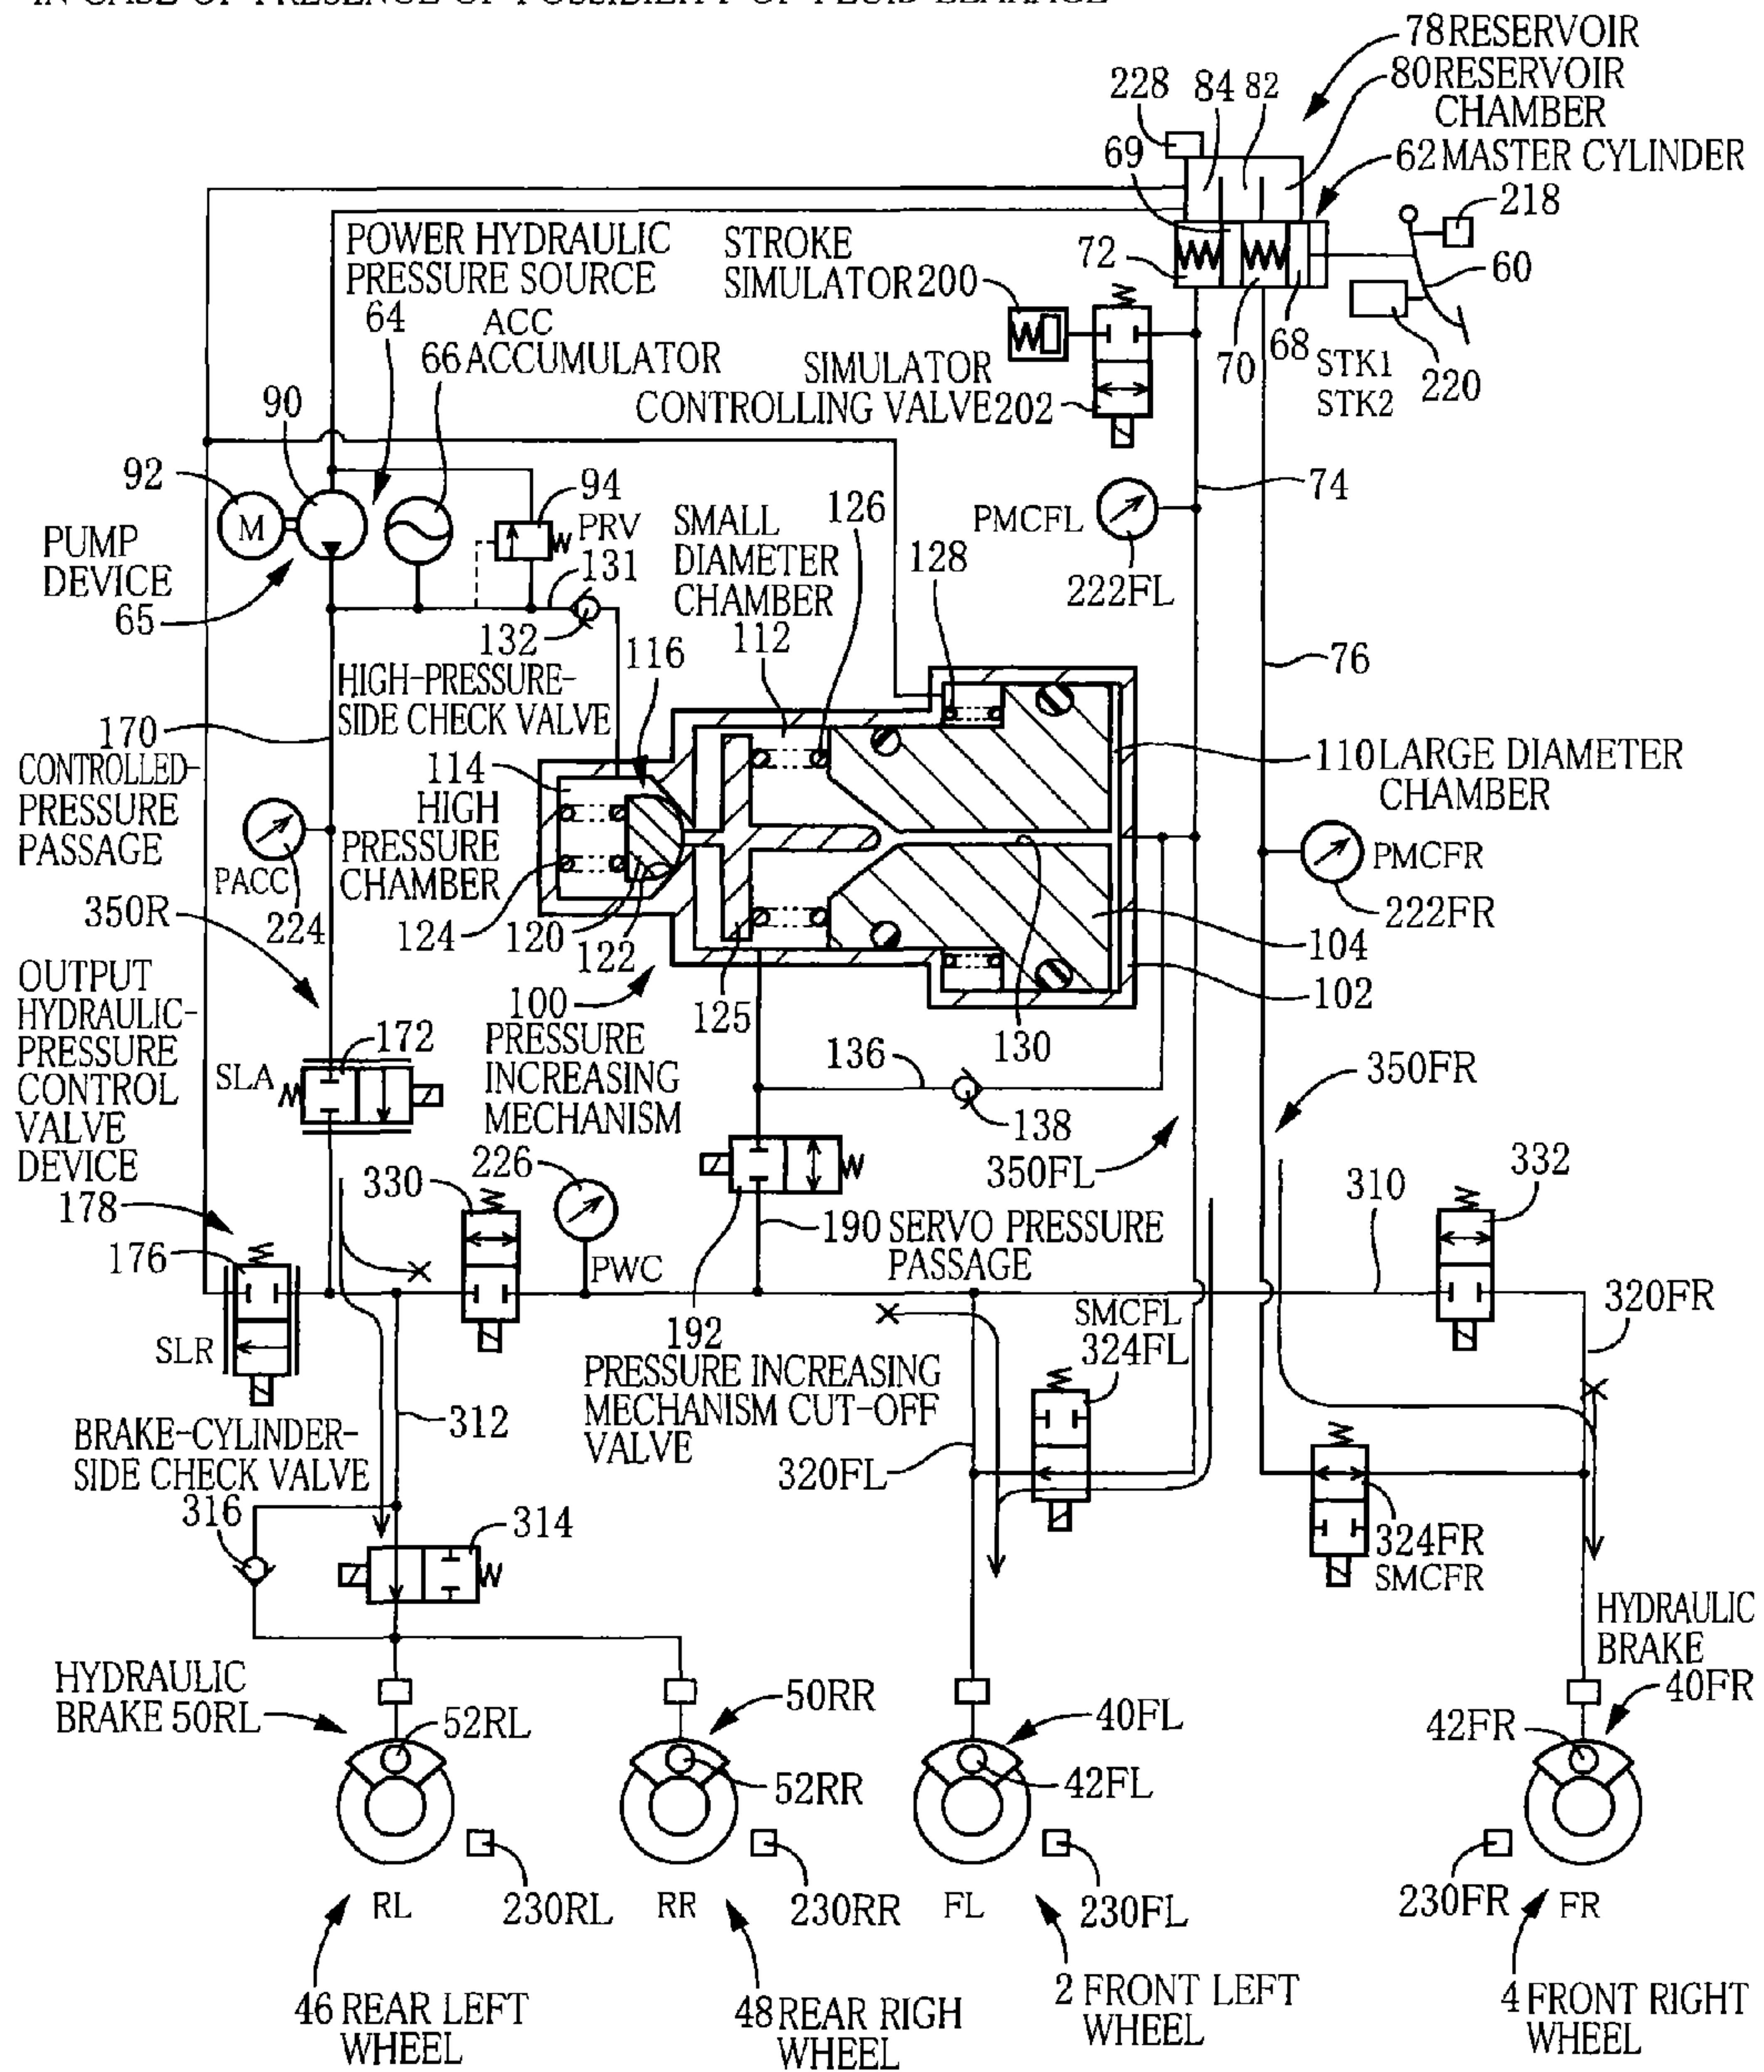 78 RESERVOIR
80 RESERVOIR
CHAMBER
62 MASTER CYLINDER
228
84
82
69
218
60
72
70
68
STK1
STK2
220
STROKE
SIMULATOR 200
SIMULATOR
CONTROLLING VALVE 202
POWER HYDRAULIC
PRESSURE SOURCE
64
ACC
66 ACCUMULATOR
90
92
M
94
PRV
131
132
PUMP
DEVICE
65
SMALL
DIAMETER
CHAMBER
112
126
128
PMCFL
222FL
74
76
HIGH-PRESSURE-
SIDE CHECK VALVE
116
170
CONTROLLED-
PRESSURE
PASSAGE
114
HIGH
PRESSURE
CHAMBER
110 LARGE DIAMETER
CHAMBER
PACC
224
350R
124
120
122
125
100
PRESSURE
INCREASING
MECHANISM
130
104
102
PMCFR
222FR
OUTPUT
HYDRAULIC-
PRESSURE
CONTROL
VALVE
DEVICE
178
SLA
172
136
138
350FL
350FR
330
226
PWC
190 SERVO PRESSURE
PASSAGE
310
332
320FR
176
SLR
192
PRESSURE INCREASING
MECHANISM CUT-OFF
VALVE
SMCFL
324FL
312
BRAKE-CYLINDER-
SIDE CHECK VALVE
316
314
320FL
324FR
SMCFR
HYDRAULIC
BRAKE 50RL
52RL
50RR
52RR
40FL
42FL
HYDRAULIC
BRAKE
40FR
42FR
230RL
230RR
230FL
230FR
RL
RR
FL
FR
46 REAR LEFT
WHEEL
48 REAR RIGH
WHEEL
2 FRONT LEFT
WHEEL
4 FRONT RIGHT
WHEEL